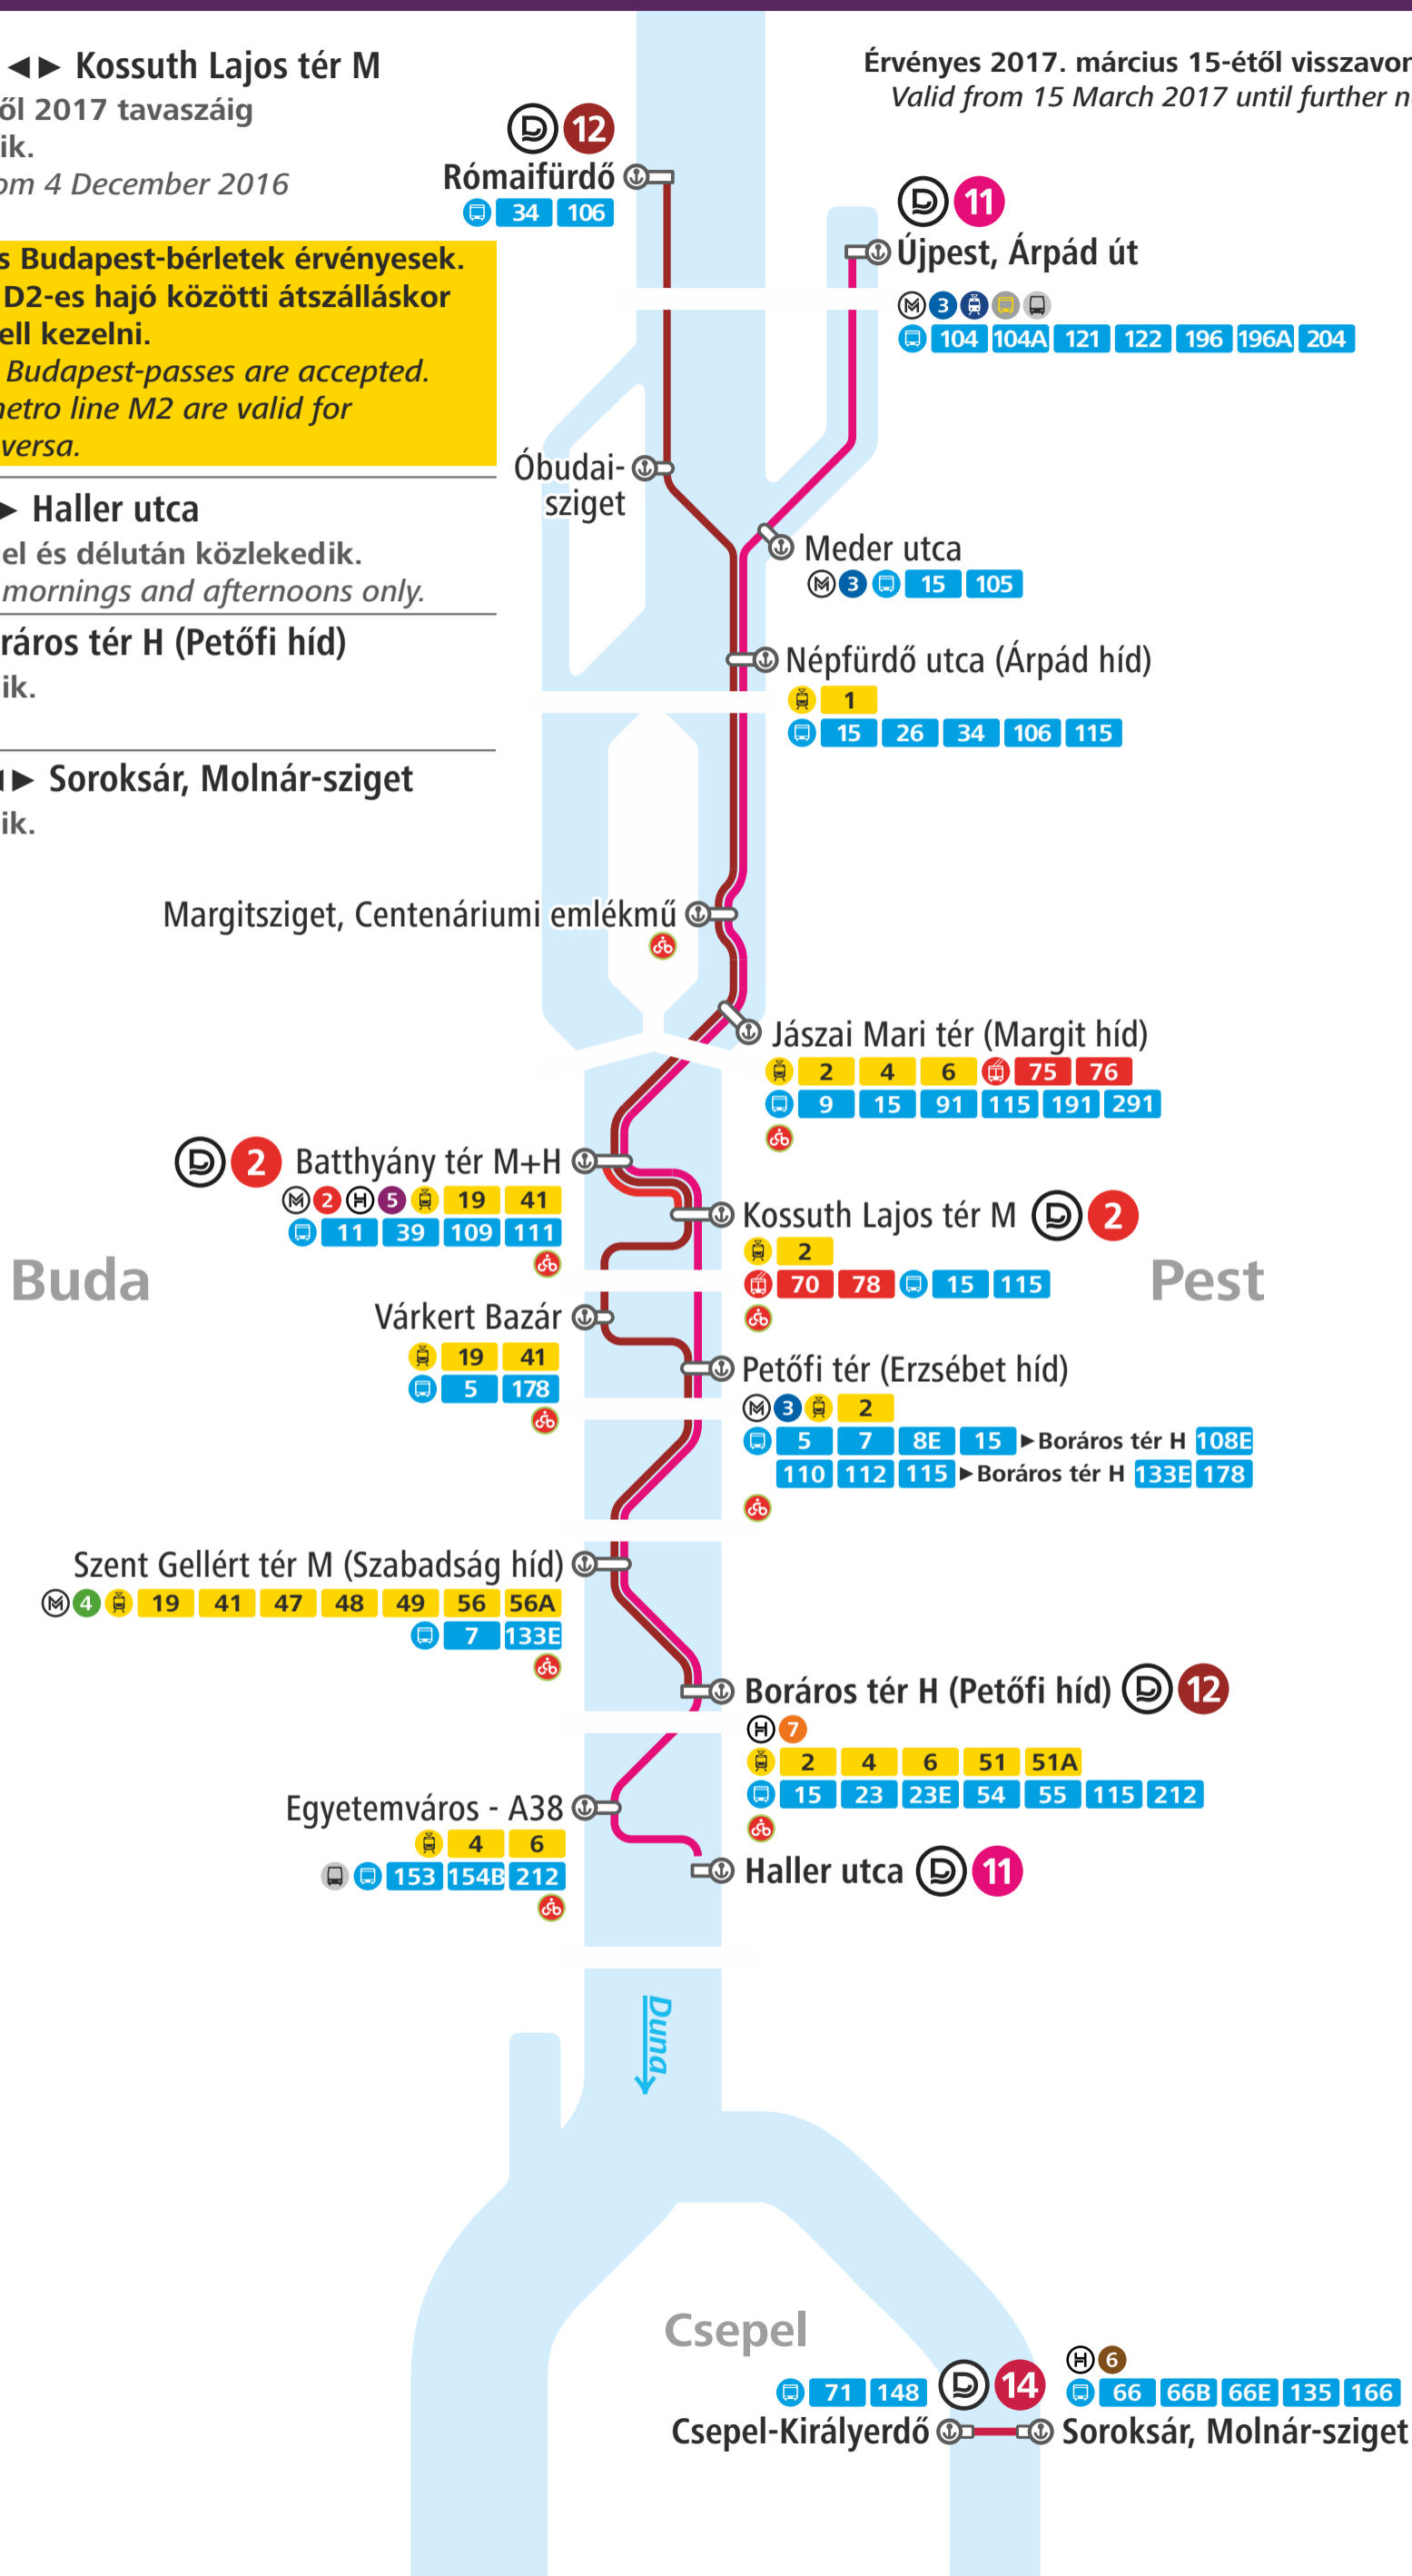 ◄► Kossuth Lajos tér M
ől 2017 tavaszáig
ik.
om 4 December 2016
s Budapest-bérletek érvényesek.
D2-es hajó közötti átszálláskor
ell kezelni.
Budapest-passes are accepted.
netro line M2 are valid for
versa.
► Haller utca
el és délután közlekedik.
mornings and afternoons only.
ráros tér H (Petőfi híd)
ik.
◄► Soroksár, Molnár-sziget
ik.
Érvényes 2017. március 15-étől visszavon
Valid from 15 March 2017 until further n
D 12
Rómaifürdő
34 106
D 11
Újpest, Árpád út
M 3
104 104A 121 122 196 196A 204
Óbudai-
sziget
Meder utca
M 3 15 105
Népfürdő utca (Árpád híd)
1
15 26 34 106 115
Margitsziget, Centenáriumi emlékmű
Jászai Mari tér (Margit híd)
2 4 6 75 76
9 15 91 115 191 291
D 2 Batthyány tér M+H
M 2 H 5 19 41
11 39 109 111
Kossuth Lajos tér M D 2
2
70 78 15 115
Buda
Pest
Várkert Bazár
19 41
5 178
Petőfi tér (Erzsébet híd)
M 3 2
5 7 8E 15 ►Boráros tér H 108E
110 112 115 ►Boráros tér H 133E 178
Szent Gellért tér M (Szabadság híd)
M 4 19 41 47 48 49 56 56A
7 133E
Boráros tér H (Petőfi híd) D 12
H 7
2 4 6 51 51A
15 23 23E 54 55 115 212
Egyetemváros - A38
4 6
153 154B 212
Haller utca D 11
Duna
Csepel
71 148 D 14
H 6
66 66B 66E 135 166
Csepel-Királyerdő
Soroksár, Molnár-sziget